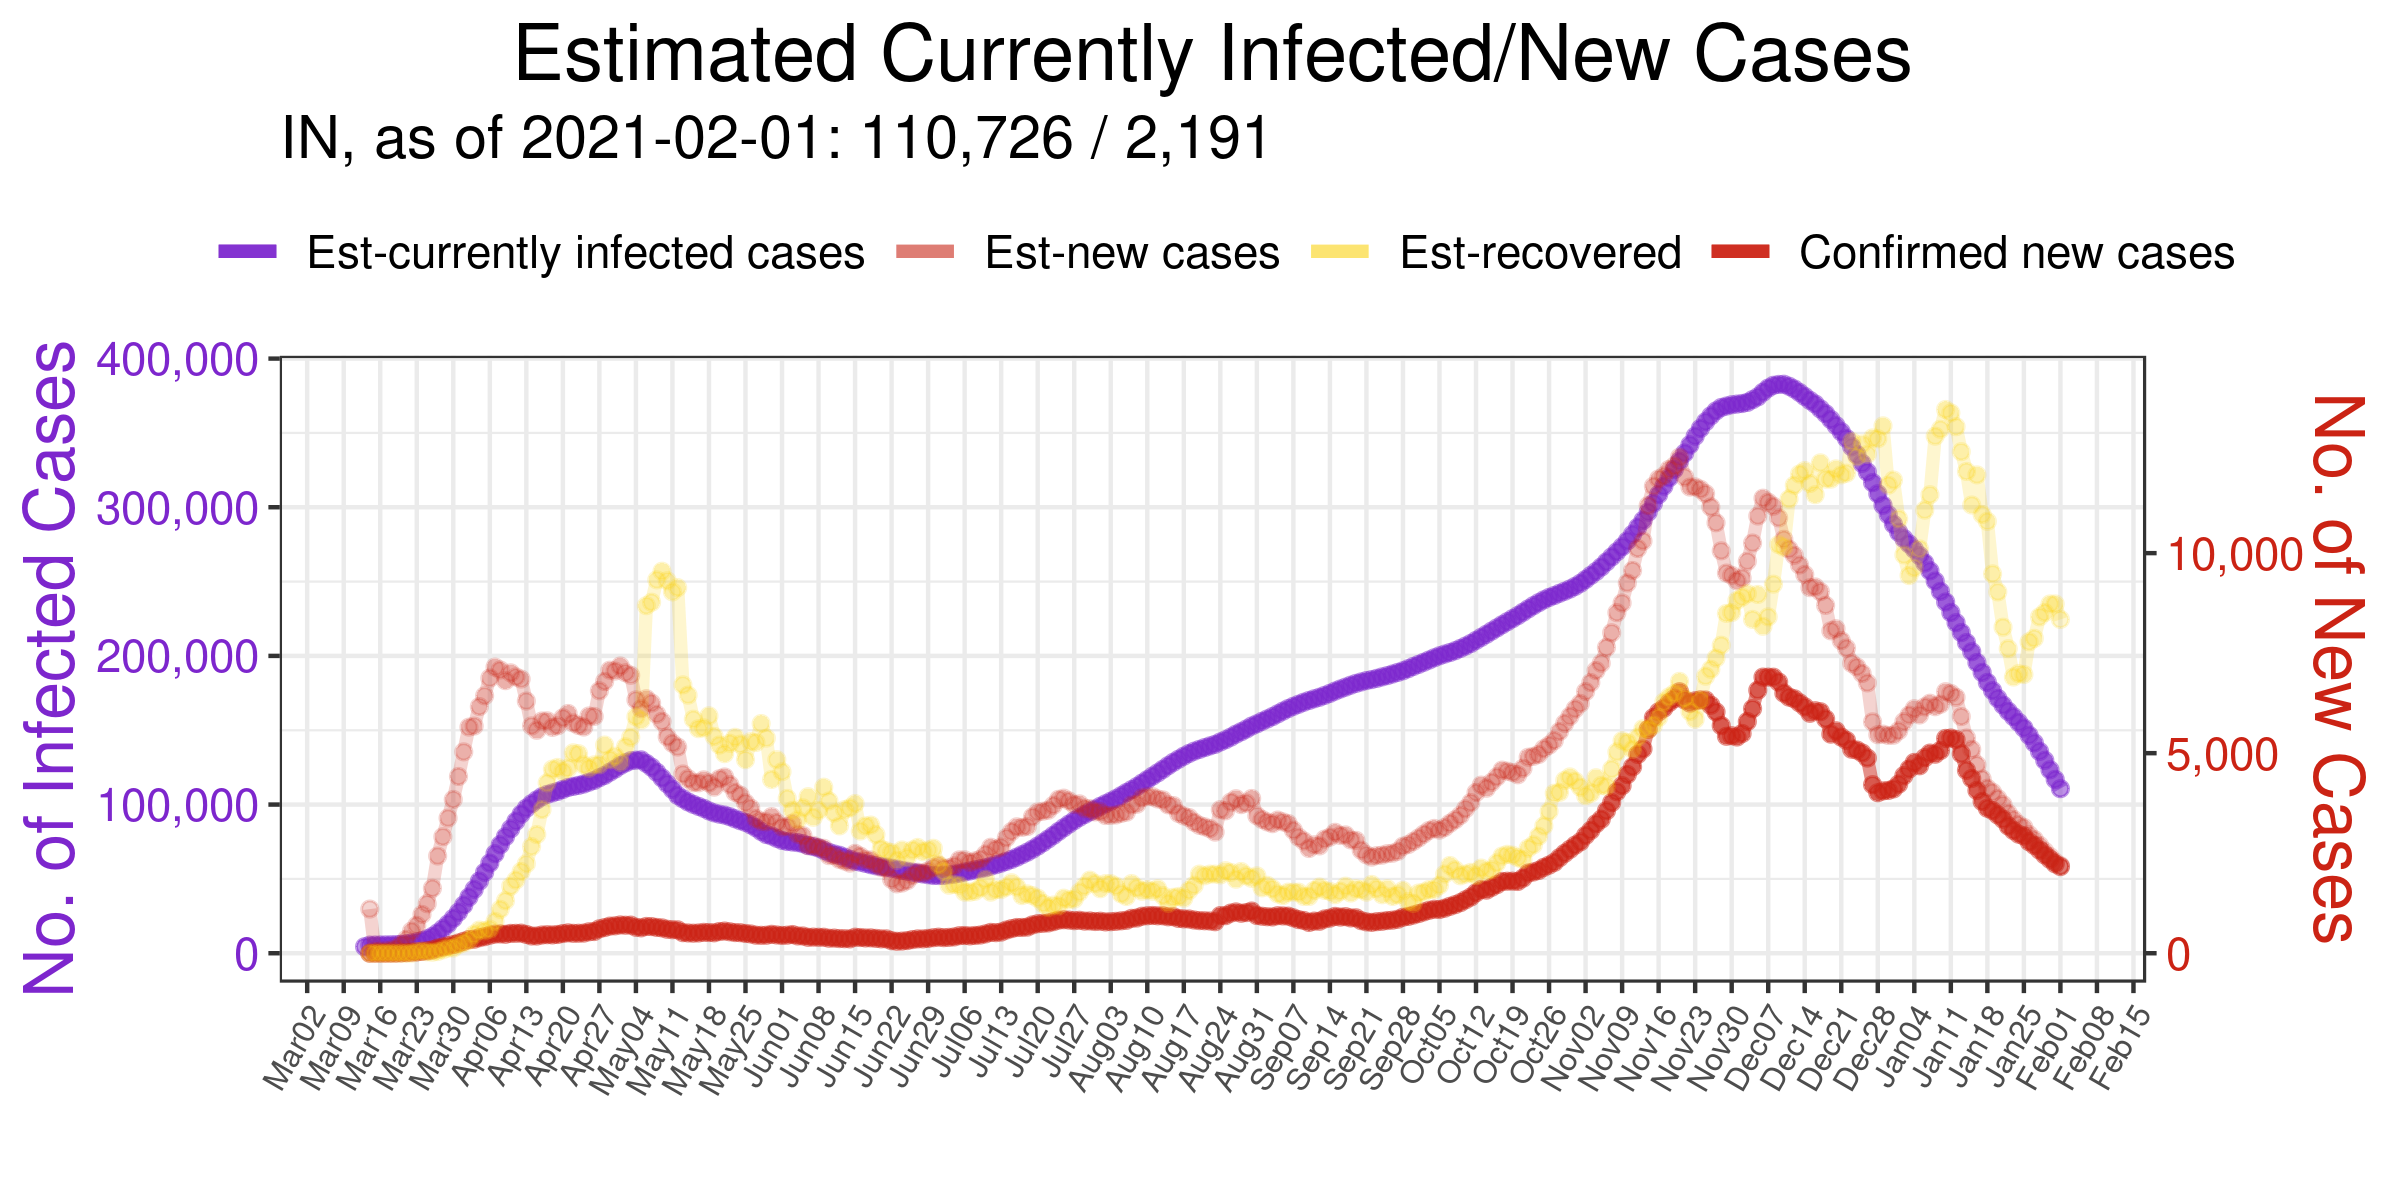 Estimated Currently Infected/New Cases
IN, as of 2021-02-01: 110,726 / 2,191
Est-currently infected cases Est-new cases Est-recovered Confirmed new cases
No. of Infected Cases
400,000
300,000
200,000
100,000
0
10,000
5,000
0
No. of New Cases
Mar02 Mar09 Mar16 Mar23 Mar30 Apr06 Apr13 Apr20 Apr27 May04 May11 May18 May25 Jun01 Jun08 Jun15 Jun22 Jun29 Jul06 Jul13 Jul20 Jul27 Aug03 Aug10 Aug17 Aug24 Aug31 Sep07 Sep14 Sep21 Sep28 Oct05 Oct12 Oct19 Oct26 Nov02 Nov09 Nov16 Nov23 Nov30 Dec07 Dec14 Dec21 Dec28 Dec04 Jan11 Jan18 Jan25 Feb01 Feb08 Feb15